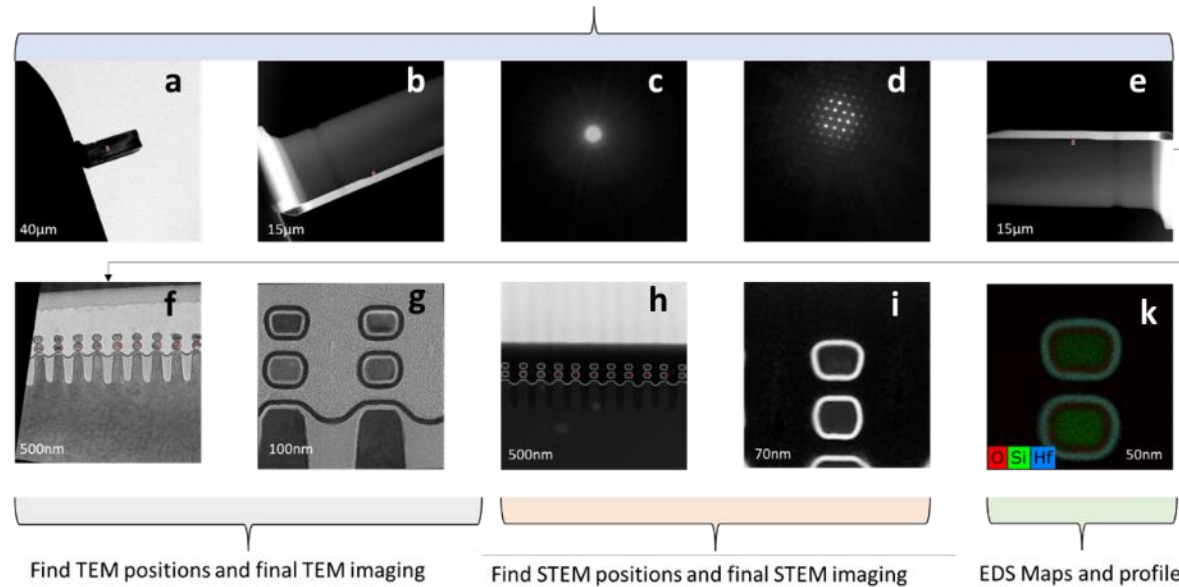 a
b
c
d
e
40µm
15µm
15µm
f
g
h
i
k
500nm
100nm
500nm
70nm
O Si Hf
50nm
Find TEM positions and final TEM imaging
Find STEM positions and final STEM imaging
EDS Maps and profile